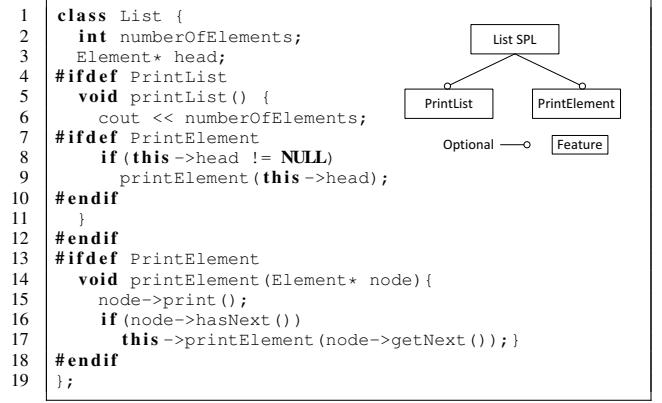 1 class List {
2 int numberOfElements;
3 Element* head;
4 #ifdef PrintList
5 void printList() {
6 cout << numberOfElements;
7 #ifdef PrintElement
8 if(this->head != NULL)
9 printElement(this->head);
10 #endif
11 }
12 #endif
13 #ifdef PrintElement
14 void printElement(Element* node){
15 node->print();
16 if(node->hasNext())
17 this->printElement(node->getNext());}
18 #endif
19 };
List SPL
PrintList PrintElement
Optional Feature